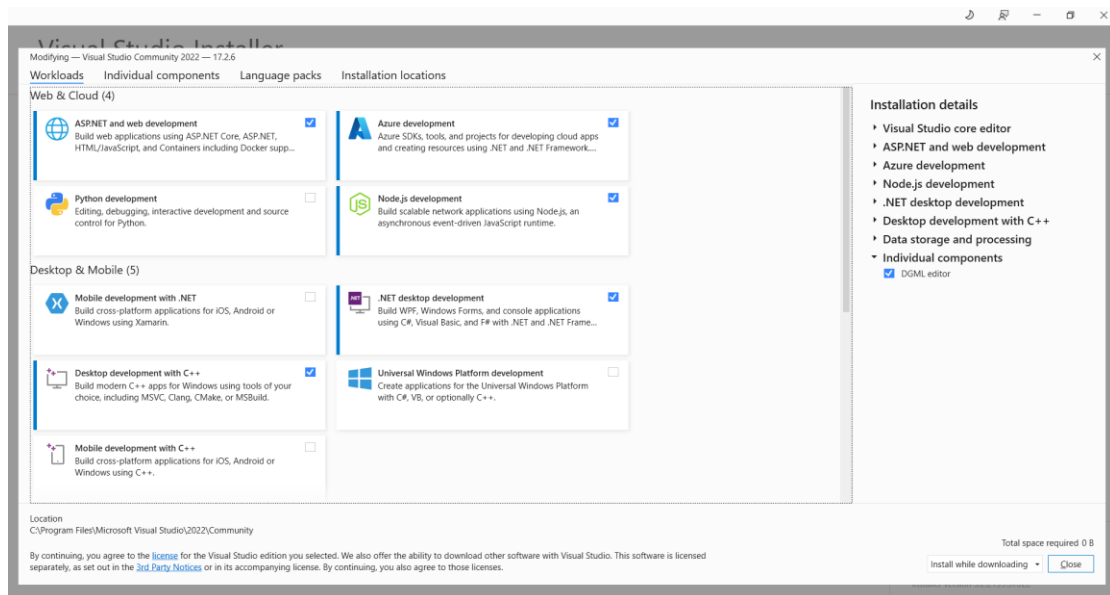 Visual Studio Installer
Modifying — Visual Studio Community 2022 — 17.2.6
Workloads Individual components Language packs Installation locations
Web & Cloud (4)
ASP.NET and web development
Build web applications using ASP.NET Core, ASP.NET,
HTML/JavaScript, and Containers including Docker supp...
Azure development
Azure SDKs, tools, and projects for developing cloud apps
and creating resources using .NET and .NET Framework....
Python development
Editing, debugging, interactive development and source
control for Python.
Node.js development
Build scalable network applications using Node.js, an
asynchronous event-driven JavaScript runtime.
Desktop & Mobile (5)
Mobile development with .NET
Build cross-platform applications for iOS, Android or
Windows using Xamarin.
.NET desktop development
Build WPF, Windows Forms, and console applications
using C#, Visual Basic, and F# with .NET and .NET Frame...
Desktop development with C++
Build modern C++ apps for Windows using tools of your
choice, including MSVC, Clang, CMake, or MSBuild.
Universal Windows Platform development
Create applications for the Universal Windows Platform
with C#, VB, or optionally C++.
Mobile development with C++
Build cross-platform applications for iOS, Android or
Windows using C++.
Installation details
Visual Studio core editor
ASP.NET and web development
Azure development
Node.js development
.NET desktop development
Desktop development with C++
Data storage and processing
Individual components
DGML editor
Location
C:\Program Files\Microsoft Visual Studio\2022\Community
By continuing, you agree to the license for the Visual Studio edition you selected. We also offer the ability to download other software with Visual Studio. This software is licensed
separately, as set out in the 3rd Party Notices or in its accompanying license. By continuing, you also agree to those licenses.
Total space required 0 B
Install while downloading
Close